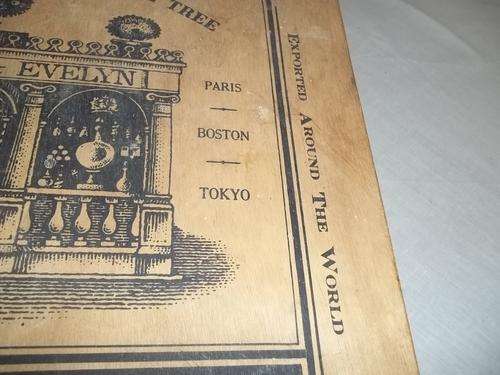 TREE
EVELYN
PARIS
BOSTON
TOKYO
EXPORTED AROUND THE WORLD